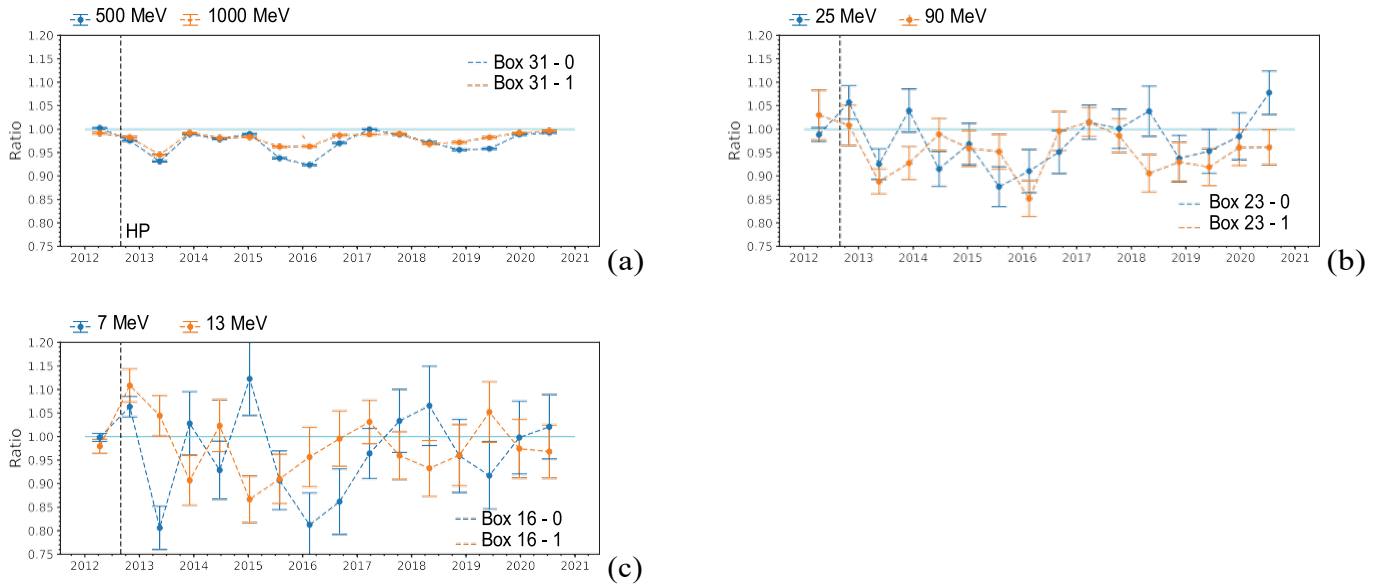 500 MeV 1000 MeV
1.20
1.15
1.10
1.05
1.00
0.95
0.90
0.85
0.80
0.75
Ratio
Box 31 - 0
Box 31 - 1
HP
2012 2013 2014 2015 2016 2017 2018 2019 2020 2021
(a)
25 MeV 90 MeV
1.20
1.15
1.10
1.05
1.00
0.95
0.90
0.85
0.80
0.75
Ratio
Box 23 - 0
Box 23 - 1
2012 2013 2014 2015 2016 2017 2018 2019 2020 2021
(b)
7 MeV 13 MeV
1.20
1.15
1.10
1.05
1.00
0.95
0.90
0.85
0.80
0.75
Ratio
Box 16 - 0
Box 16 - 1
2012 2013 2014 2015 2016 2017 2018 2019 2020 2021
(c)